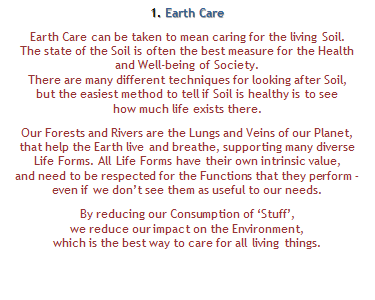 1. Earth Care
Earth Care can be taken to mean caring for the living Soil.
The state of the Soil is often the best measure for the Health
and Well-being of Society.
There are many different techniques for looking after Soil,
but the easiest method to tell if Soil is healthy is to see
how much life exists there.
Our Forests and Rivers are the Lungs and Veins of our Planet,
that help the Earth live and breathe, supporting many diverse
Life Forms. All Life Forms have their own intrinsic value,
and need to be respected for the Functions that they perform -
even if we don’t see them as useful to our needs.
By reducing our Consumption of ‘Stuff’,
we reduce our impact on the Environment,
which is the best way to care for all living things.